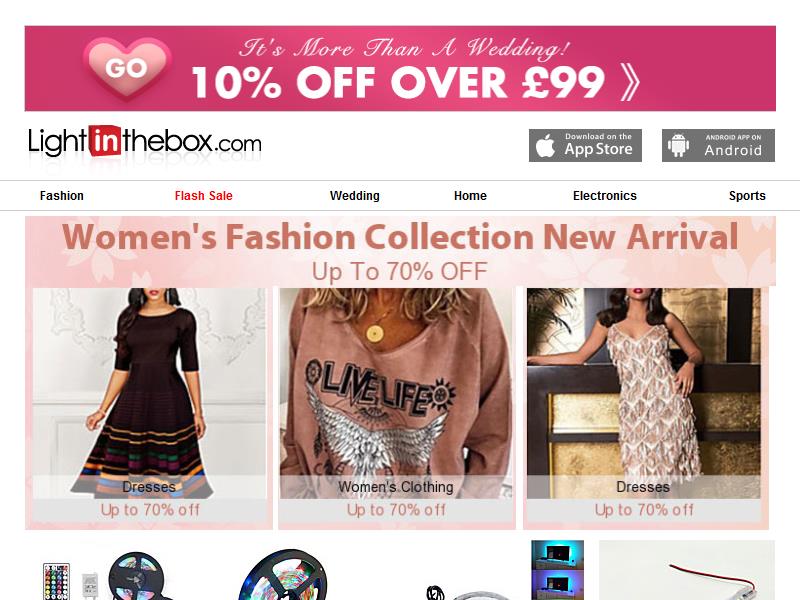 GO
It's More Than A Wedding!
10% OFF OVER £99
Lightinthebox.com
Download on the
App Store
ANDROID APP ON
Android
Fashion Flash Sale Wedding Home Electronics Sports
Women's Fashion Collection New Arrival
Up To 70% OFF
LIVE LIFE
Dresses Women's Clothing Dresses
Up to 70% off Up to 70% off Up to 70% off